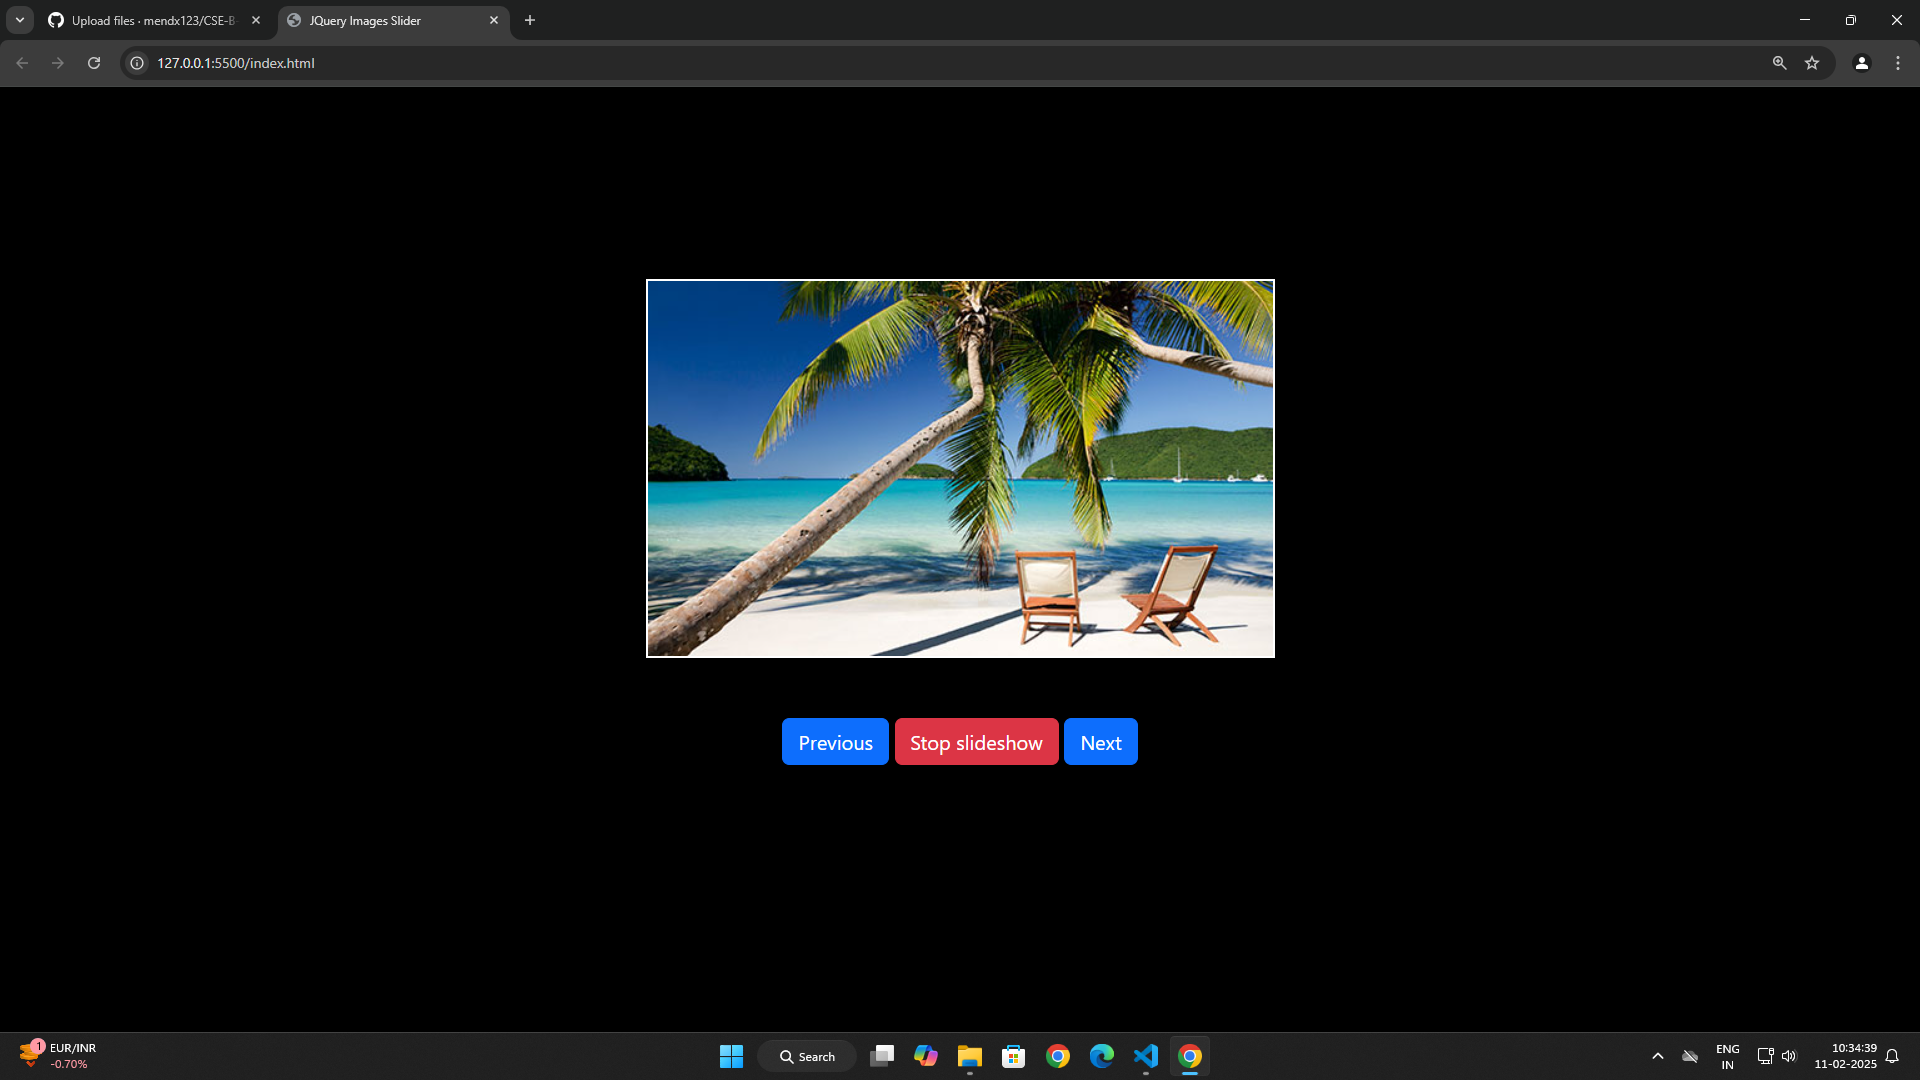 Upload files · mendx123/CSE-B
JQuery Images Slider
127.0.0.1:5500/index.html
Previous
Stop slideshow
Next
1
EUR/INR
-0.70%
Search
ENG
IN
10:34:39
11-02-2025